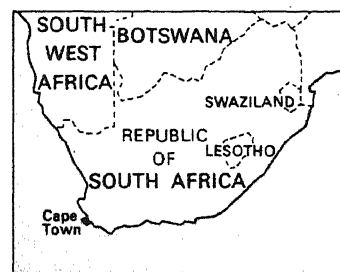 SOUTH
WEST
AFRICA
BOTSWANA
SWAZILAND
REPUBLIC
OF
SOUTH AFRICA
LESOTHO
Cape
Town